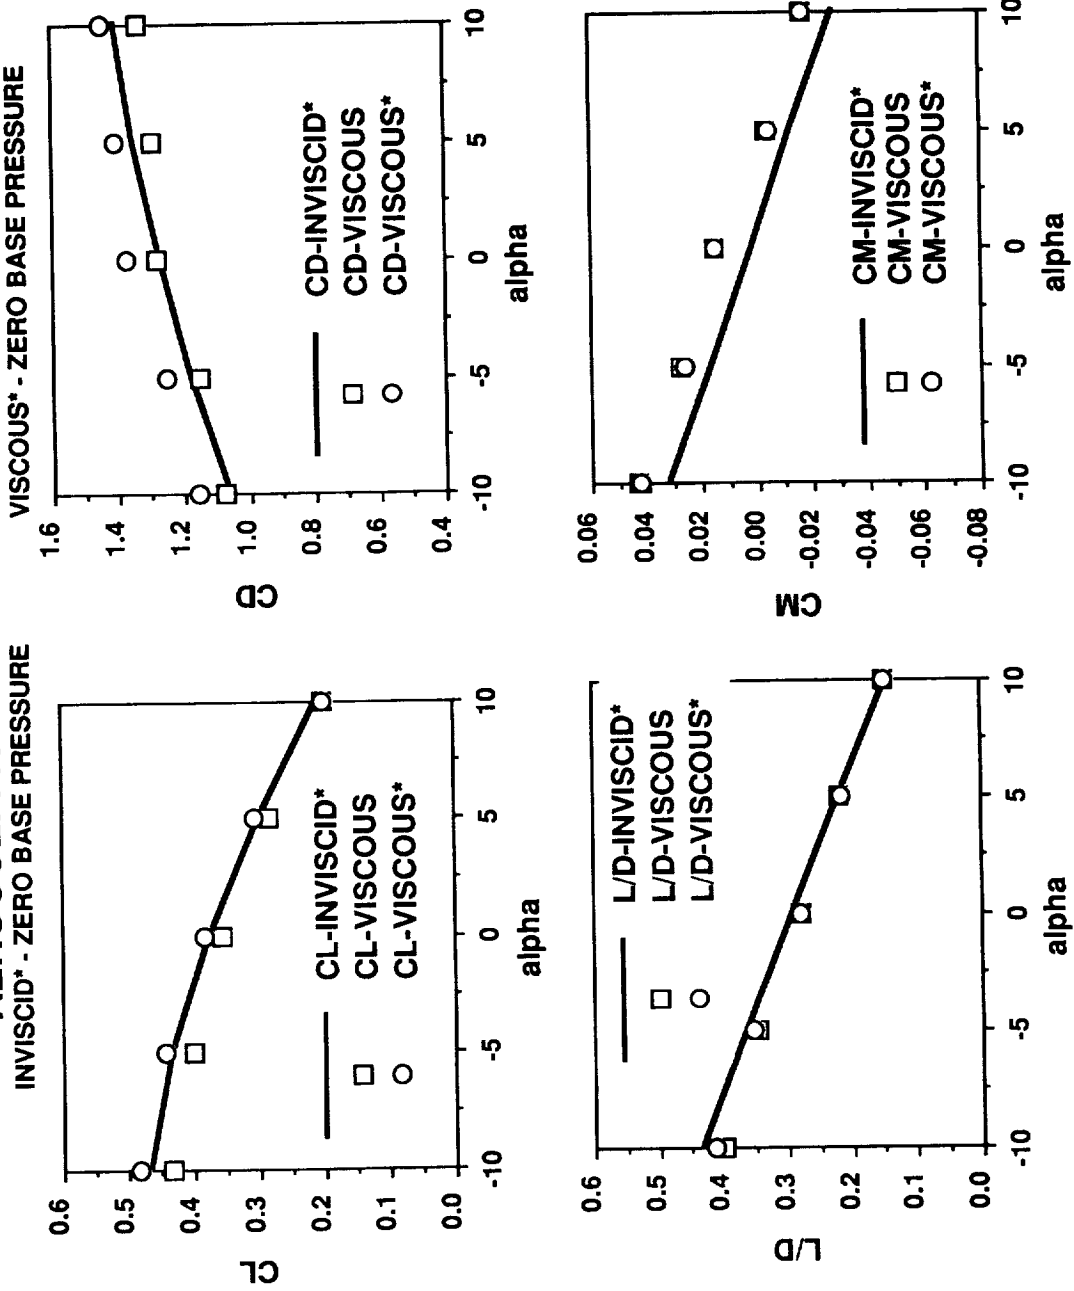 INVISCID* - ZERO BASE PRESSURE
VISCOUS* - ZERO BASE PRESSURE
CL
0.6
0.5
0.4
0.3
0.2
0.1
0.0
-10
-5
0
5
10
alpha
CL-INVISCID*
CL-VISCOUS
CL-VISCOUS*
CD
1.6
1.4
1.2
1.0
0.8
0.6
0.4
-10
-5
0
5
10
alpha
CD-INVISCID*
CD-VISCOUS
CD-VISCOUS*
L/D
0.6
0.5
0.4
0.3
0.2
0.1
0.0
-10
-5
0
5
10
alpha
L/D-INVISCID*
L/D-VISCOUS
L/D-VISCOUS*
CM
0.06
0.04
0.02
0.00
-0.02
-0.04
-0.06
-0.08
-10
-5
0
5
10
alpha
CM-INVISCID*
CM-VISCOUS
CM-VISCOUS*